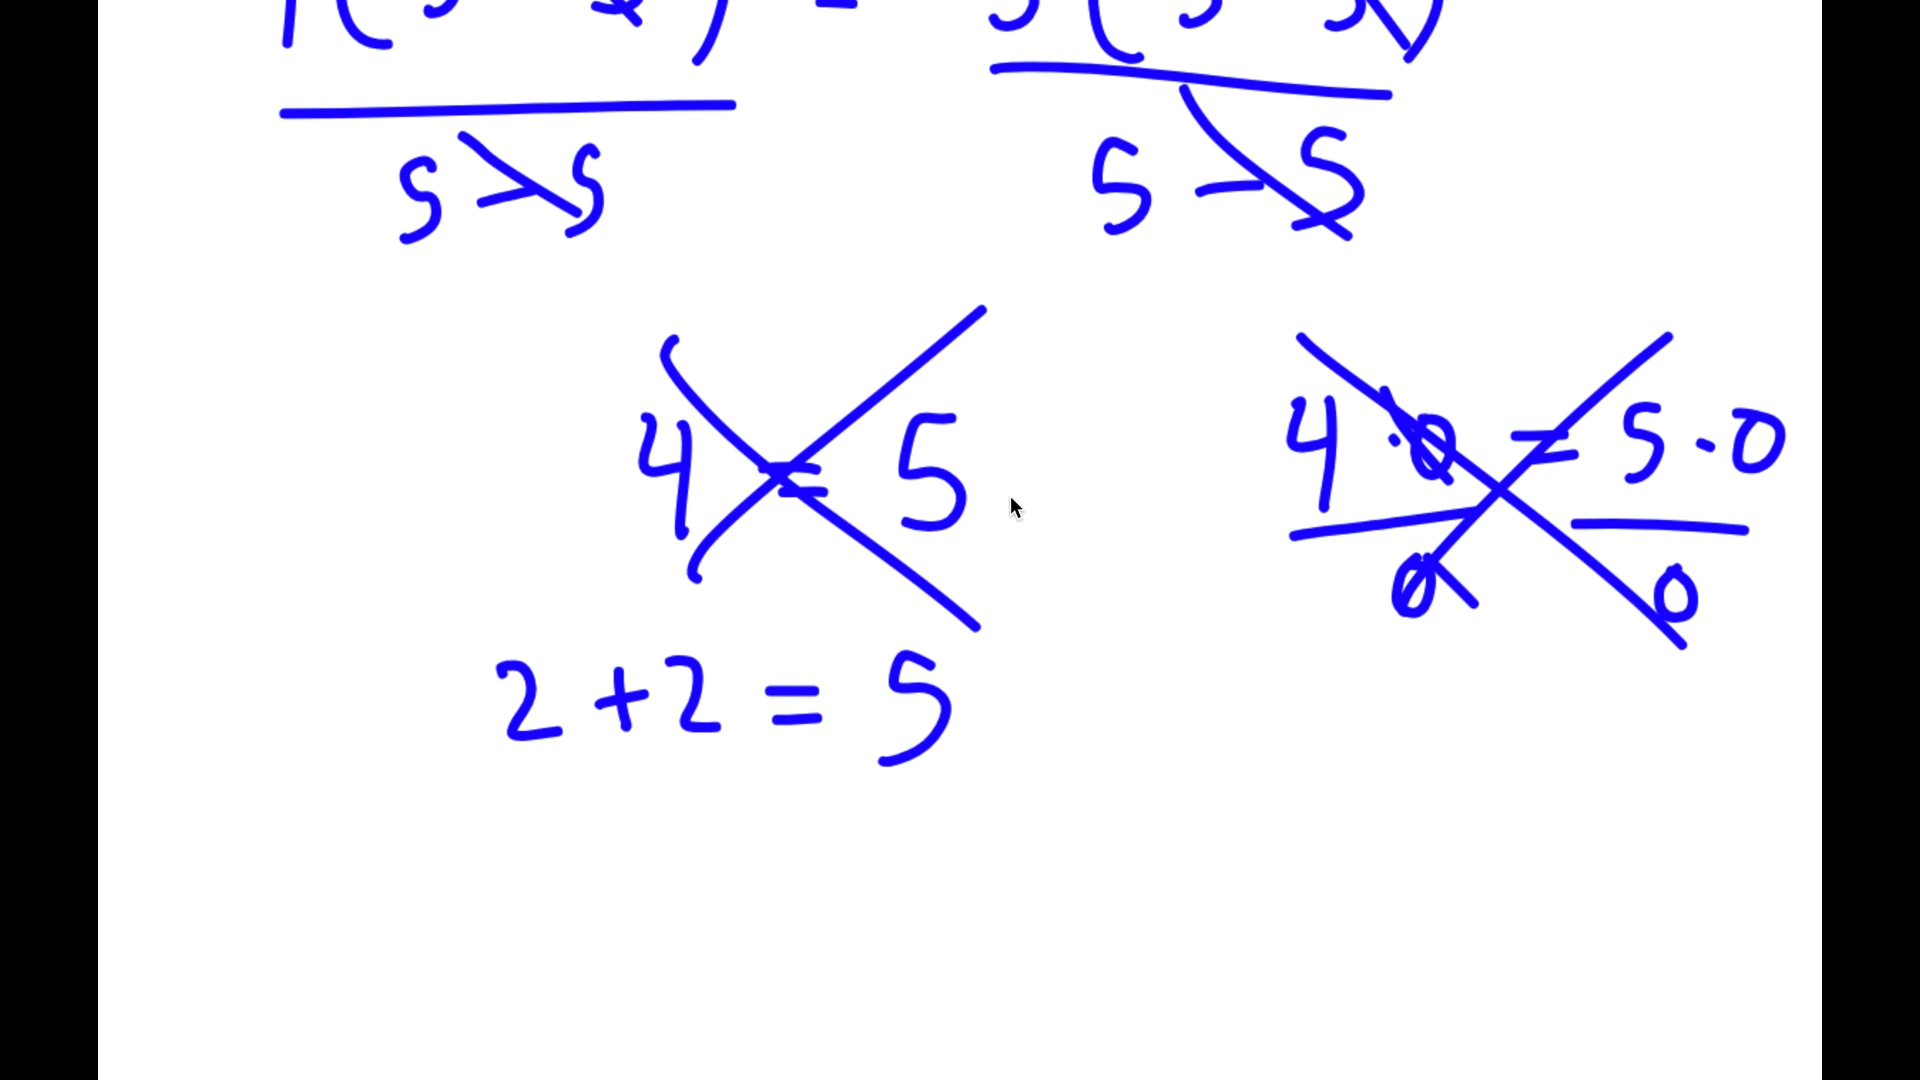 5 - 5 5 - 5
4 = 5
4 · 0 = 5 · 0
0 0
2 + 2 = 5